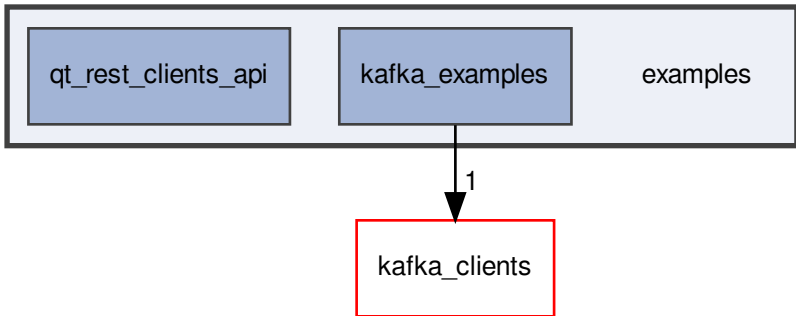 qt_rest_clients_api
kafka_examples
examples
1
kafka_clients